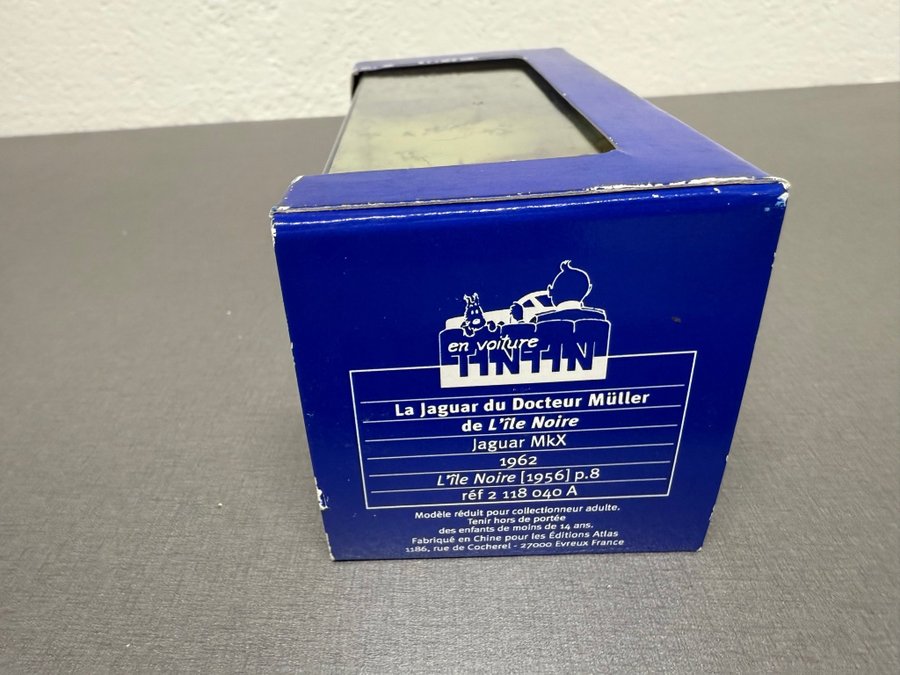 en voiture
TINTIN
La Jaguar du Docteur Müller
de L'île Noire
Jaguar MkX
1962
L'île Noire [1956] p.8
réf 2 118 040 A
Modèle réduit pour collectionneur adulte.
Tenir hors de portée
des enfants de moins de 14 ans.
Fabriqué en Chine pour les Éditions Atlas
1186, rue de Cocherel - 27000 Evreux France